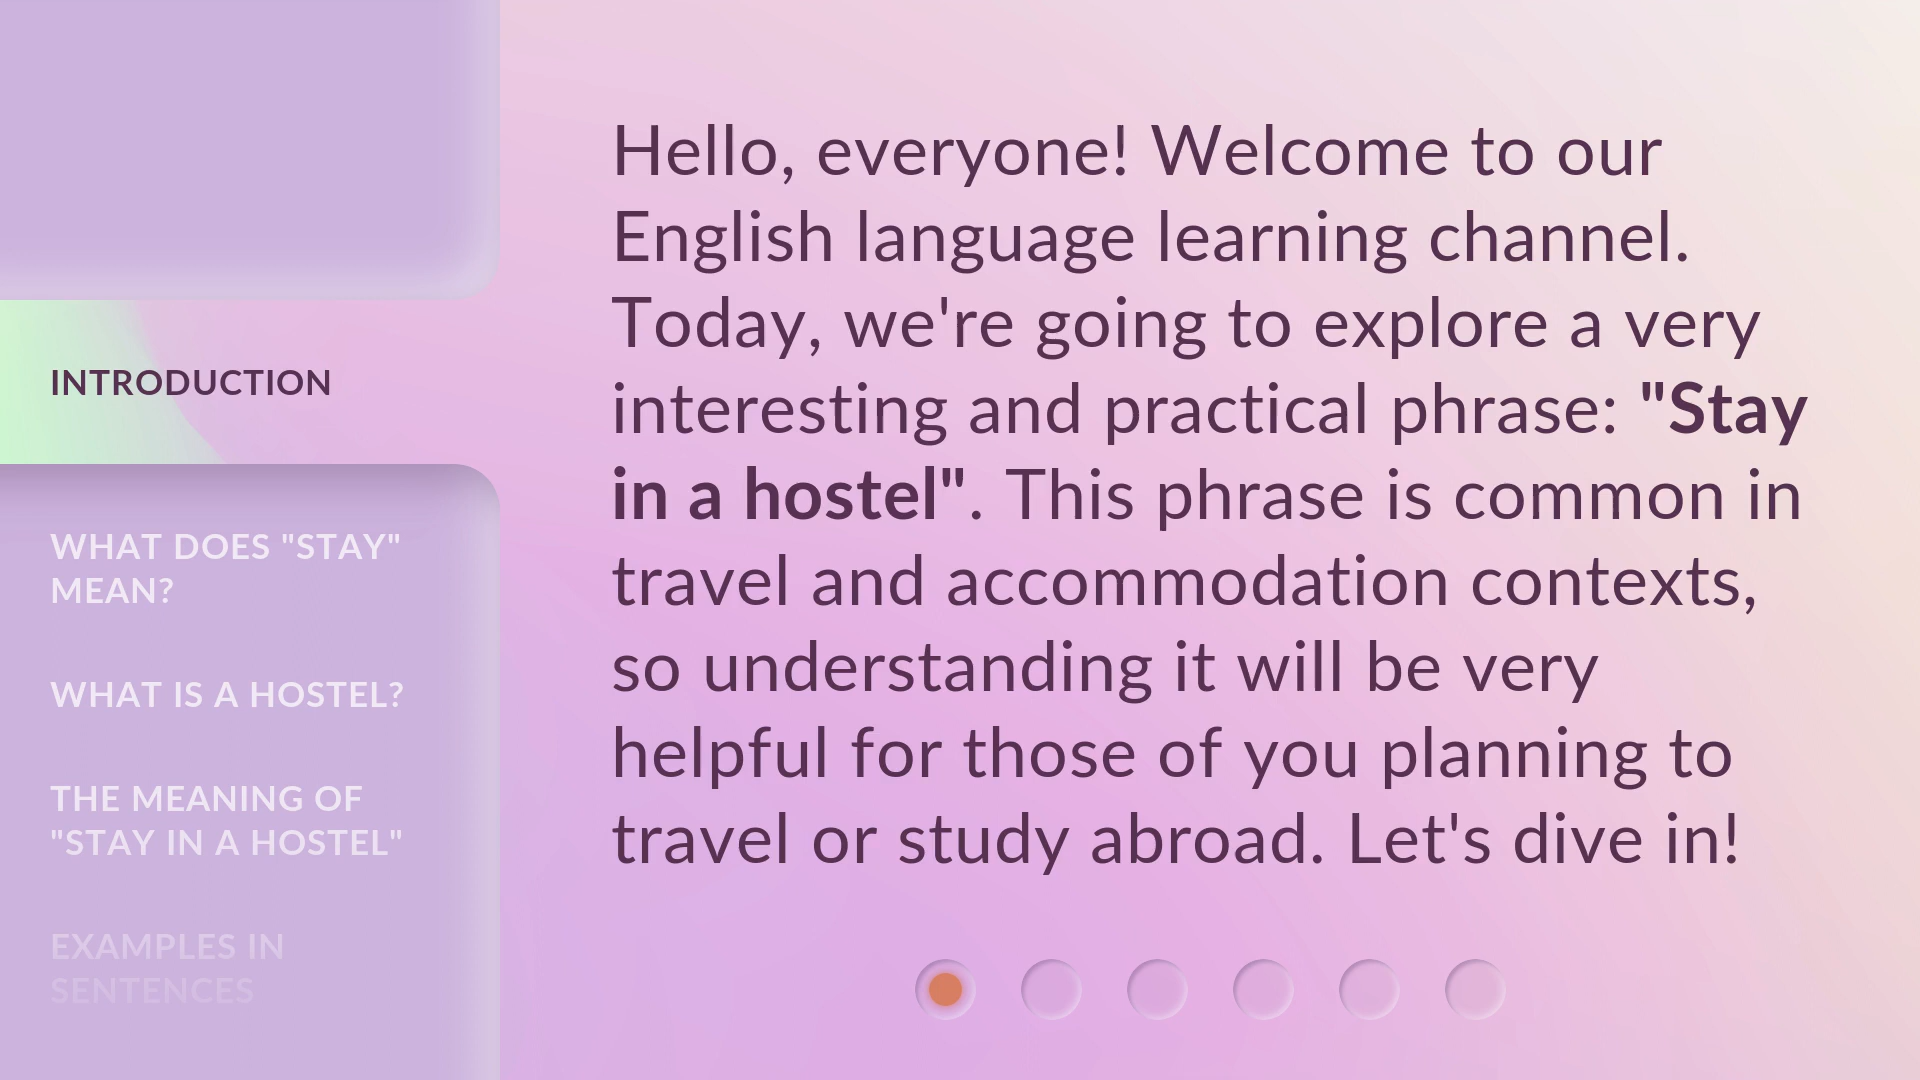 INTRODUCTION
WHAT DOES "STAY"
MEAN?
WHAT IS A HOSTEL?
THE MEANING OF
"STAY IN A HOSTEL"
EXAMPLES IN
SENTENCES
Hello, everyone! Welcome to our
English language learning channel.
Today, we're going to explore a very
interesting and practical phrase: "Stay
in a hostel". This phrase is common in
travel and accommodation contexts,
so understanding it will be very
helpful for those of you planning to
travel or study abroad. Let's dive in!